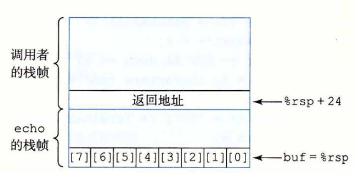 调用者
的栈帧
返回地址
%rsp+24
echo
的栈帧
[7][6][5][4][3][2][1][0]
buf=%rsp